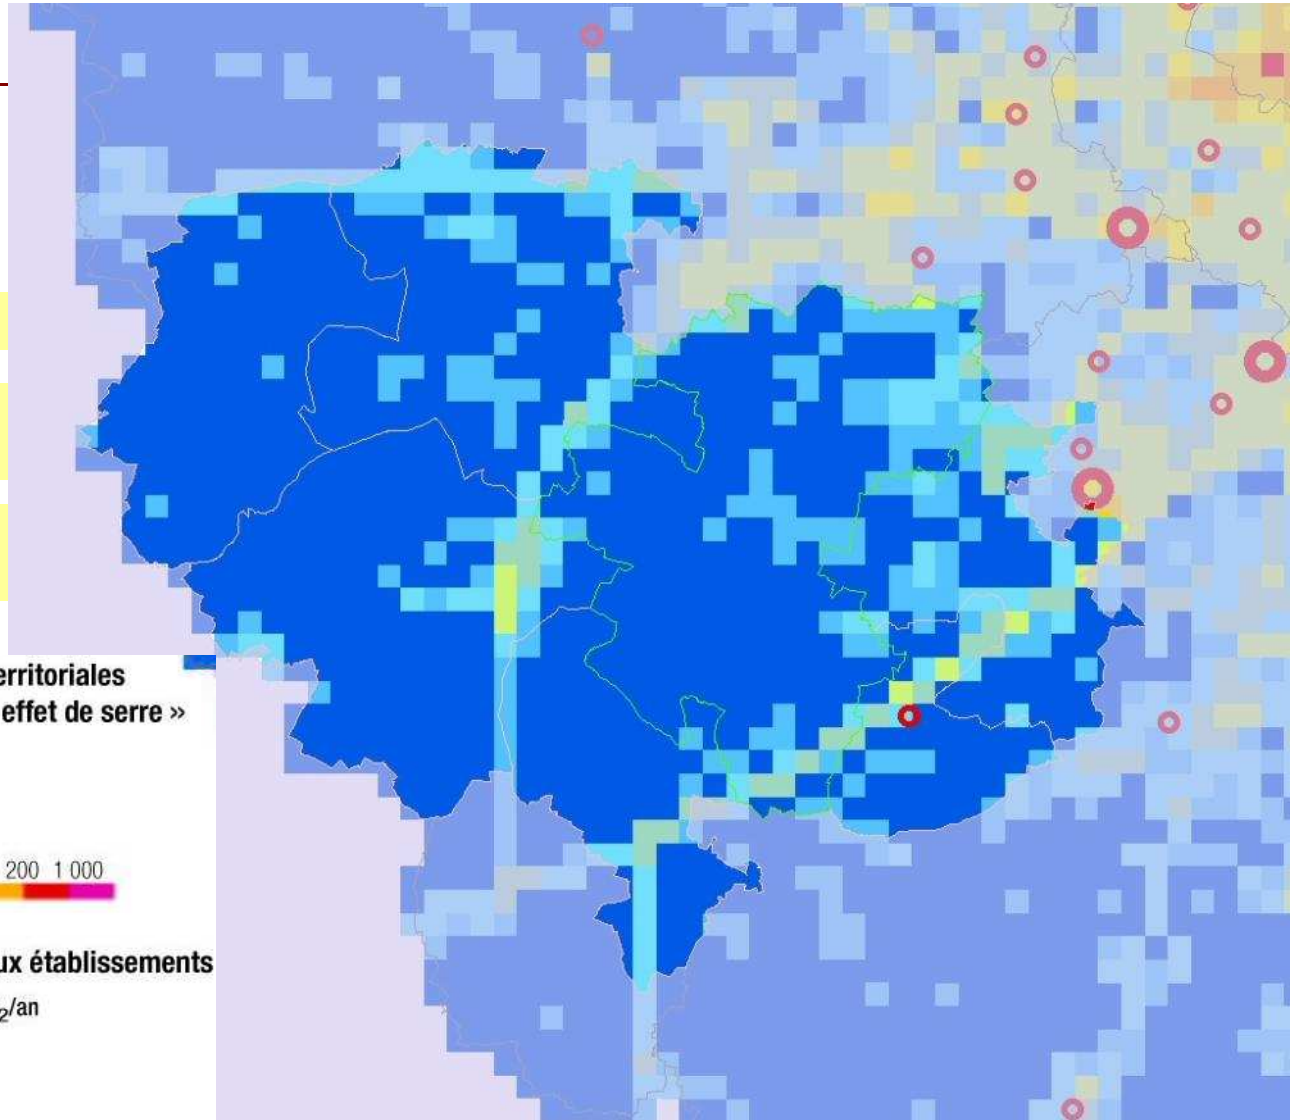 erritoriales
effet de serre »
200 1 000
ux établissements
2/an